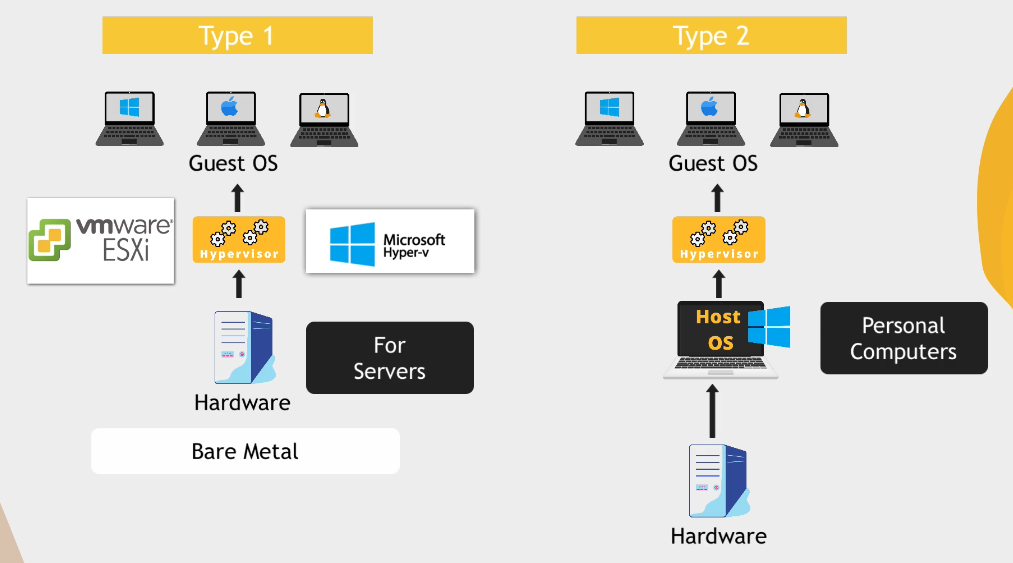 Type 1
Guest OS
vmware®
ESXi
Hypervisor
Microsoft
Hyper-v
For
Servers
Hardware
Bare Metal
Type 2
Guest OS
Hypervisor
Host
OS
Personal
Computers
Hardware